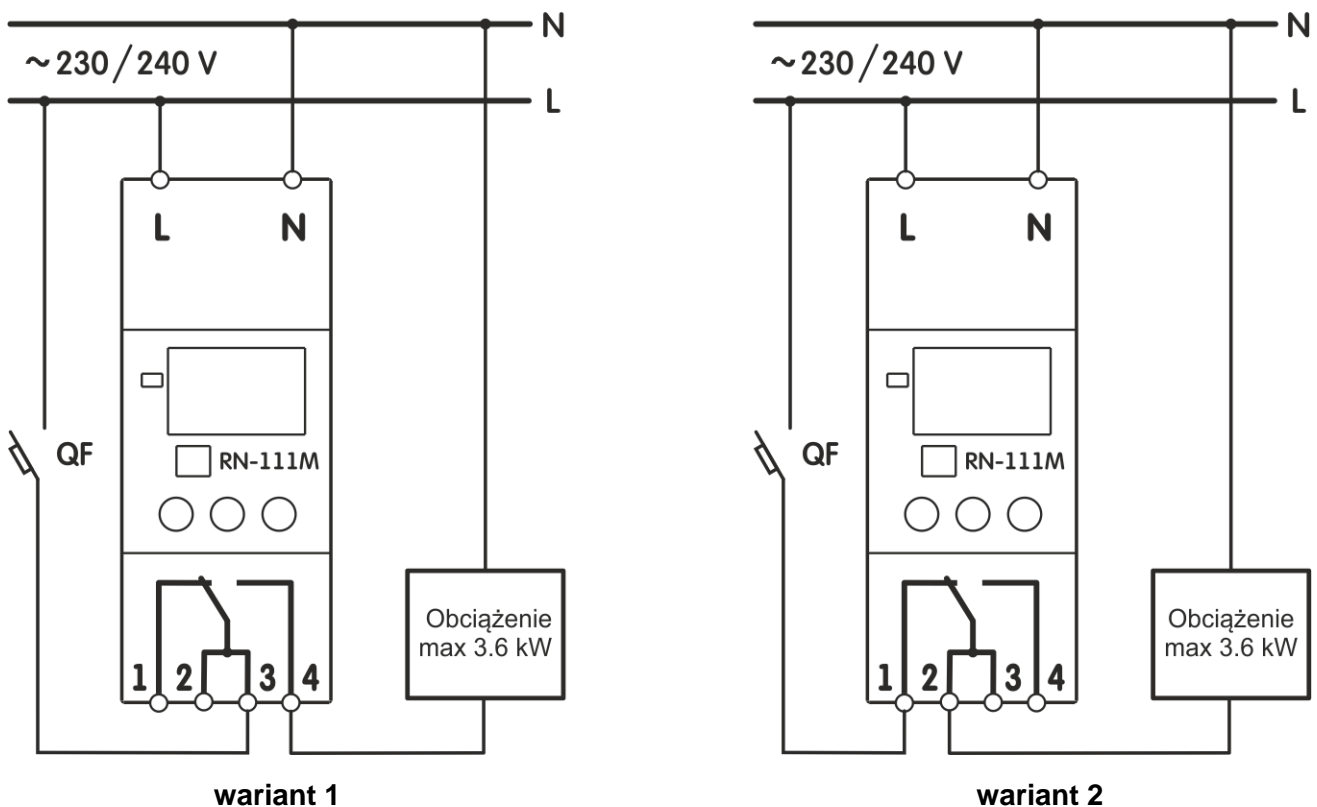 N
~ 230 / 240 V
L
L N
QF
RN-111M
1 2 3 4
Obciążenie
max 3.6 kW
wariant 1
N
~ 230 / 240 V
L
L N
QF
RN-111M
1 2 3 4
Obciążenie
max 3.6 kW
wariant 2